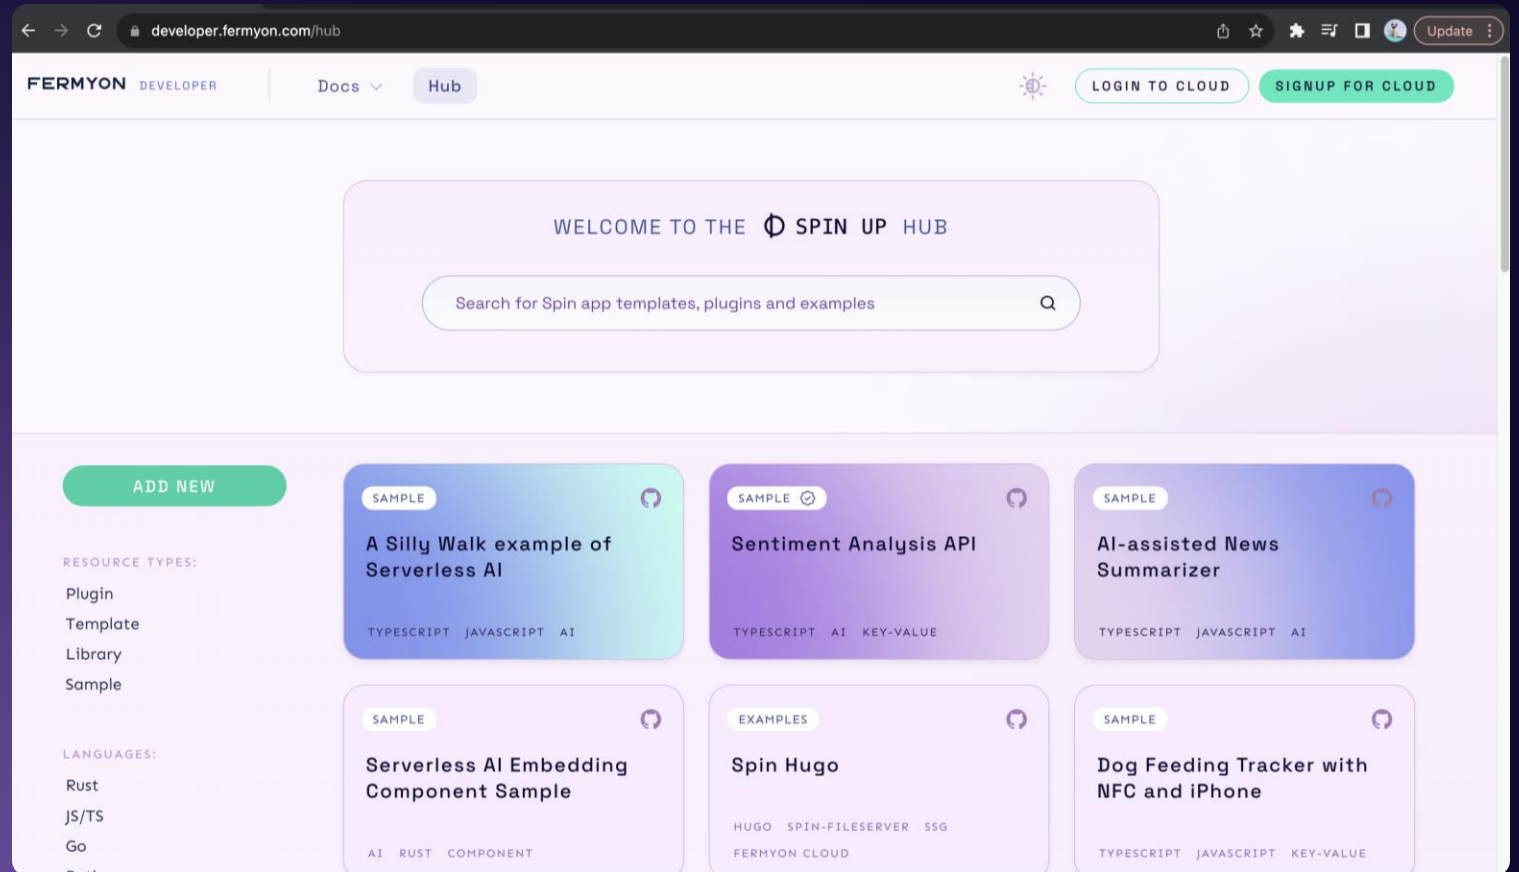 developer.fermyon.com/hub
Update
FERMYON DEVELOPER
Docs
Hub
LOGIN TO CLOUD
SIGNUP FOR CLOUD
WELCOME TO THE SPIN UP HUB
Search for Spin app templates, plugins and examples
ADD NEW
RESOURCE TYPES:
Plugin
Template
Library
Sample
LANGUAGES:
Rust
JS/TS
Go
SAMPLE
A Silly Walk example of
Serverless AI
TYPESCRIPT JAVASCRIPT AI
SAMPLE
Sentiment Analysis API
TYPESCRIPT AI KEY-VALUE
SAMPLE
AI-assisted News
Summarizer
TYPESCRIPT JAVASCRIPT AI
SAMPLE
Serverless AI Embedding
Component Sample
AI RUST COMPONENT
EXAMPLES
Spin Hugo
HUGO SPIN-FILESERVER SSG
FERMYON CLOUD
SAMPLE
Dog Feeding Tracker with
NFC and iPhone
TYPESCRIPT JAVASCRIPT KEY-VALUE